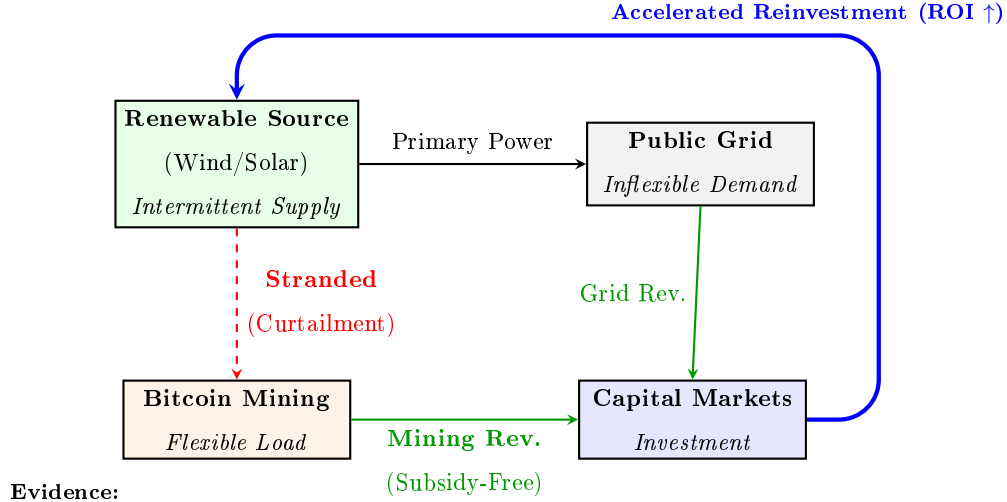 Accelerated Reinvestment (ROI ↑)
Renewable Source
(Wind/Solar)
Intermittent Supply
Primary Power
Public Grid
Inflexible Demand
Stranded
(Curtailment)
Grid Rev.
Bitcoin Mining
Flexible Load
Mining Rev.
(Subsidy-Free)
Capital Markets
Investment
Evidence: